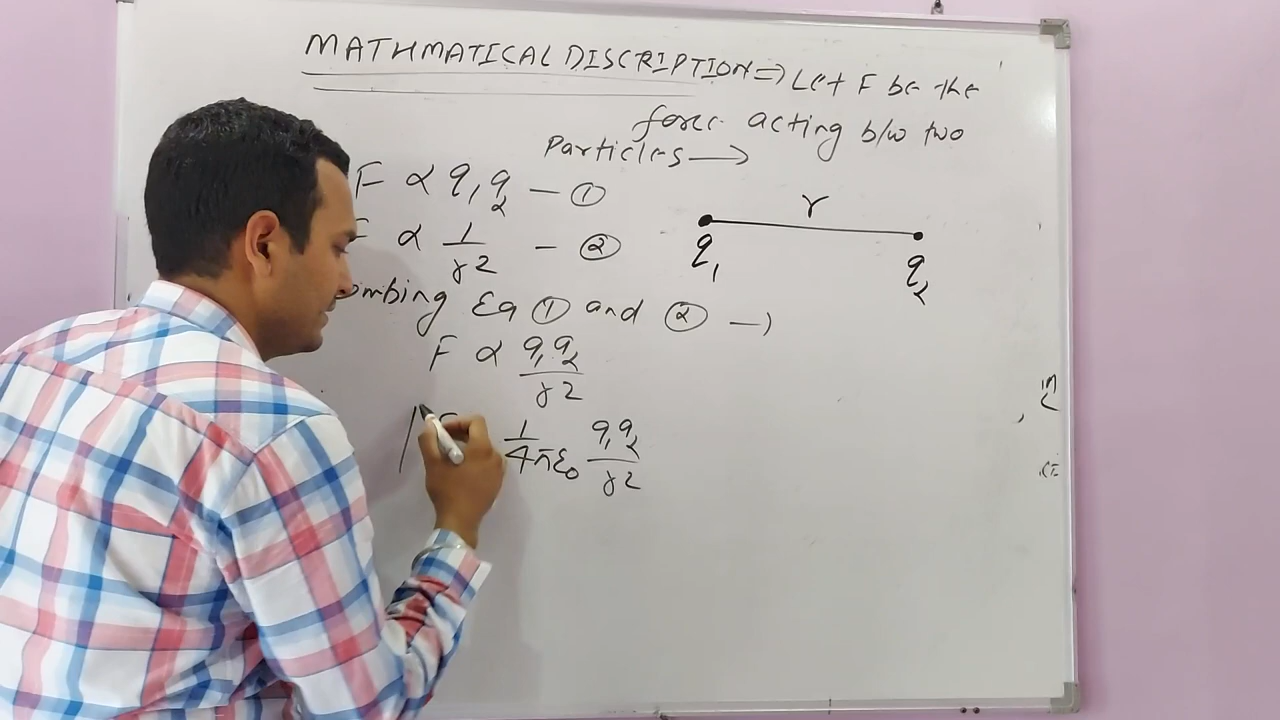 MATHMATICAL DISCRIPTION => Let F be the
force acting b/w two
Particles →
F ∝ q₁q₂ — ①
∝ 1/r2 — ②
r
q₁
q₂
ombing Eq ① and ② →
F ∝ q₁q₂/r2
1/4πε₀ q₁q₂/r2